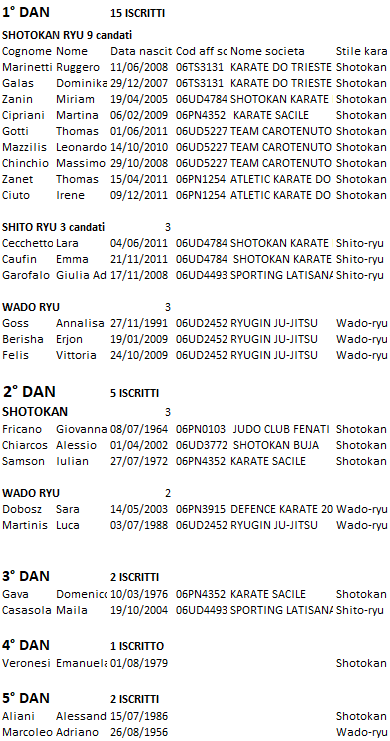 1° DAN 15 ISCRITTI
SHOTOKAN RYU 9 candati
Cognome Nome Data nascit Cod aff so Nome societa Stile kara
Marinetti Ruggero 11/06/2008 06TS3131 KARATE DO TRIESTE Shotokan
Galas Dominika 29/12/2007 06TS3131 KARATE DO TRIESTE Shotokan
Zanin Miriam 19/04/2005 06UD4784 SHOTOKAN KARATE Shotokan
Cipriani Martina 06/02/2009 06PN4352 KARATE SACILE Shotokan
Gotti Thomas 01/06/2011 06UD5227 TEAM CAROTENUTO Shotokan
Mazzilis Leonardo 14/10/2010 06UD5227 TEAM CAROTENUTO Shotokan
Chinchio Massimo 29/10/2008 06UD5227 TEAM CAROTENUTO Shotokan
Zanet Thomas 15/04/2011 06PN1254 ATLETIC KARATE DO Shotokan
Ciuto Irene 09/12/2011 06PN1254 ATLETIC KARATE DO Shotokan
SHITO RYU 3 candati 3
Cecchetto Lara 04/06/2011 06UD4784 SHOTOKAN KARATE Shito-ryu
Caufin Emma 21/11/2011 06UD4784 SHOTOKAN KARATE Shito-ryu
Garofalo Giulia Ad 17/11/2008 06UD4493 SPORTING LATISANA Shito-ryu
WADO RYU 3
Goss Annalisa 27/11/1991 06UD2452 RYUGIN JU-JITSU Wado-ryu
Berisha Erjon 19/01/2009 06UD2452 RYUGIN JU-JITSU Wado-ryu
Felis Vittoria 24/10/2009 06UD2452 RYUGIN JU-JITSU Wado-ryu
2° DAN 5 ISCRITTI
SHOTOKAN 3
Fricano Giovanna 08/07/1964 06PN0103 JUDO CLUB FENATI Shotokan
Chiarcos Alessio 01/04/2002 06UD3772 SHOTOKAN BUJA Shotokan
Samson Iulian 27/07/1972 06PN4352 KARATE SACILE Shotokan
WADO RYU 2
Dobosz Sara 14/05/2003 06PN3915 DEFENCE KARATE 20 Wado-ryu
Martinis Luca 03/07/1988 06UD2452 RYUGIN JU-JITSU Wado-ryu
3° DAN 2 ISCRITTI
Gava Domenico 10/03/1976 06PN4352 KARATE SACILE Shotokan
Casasola Maila 19/10/2004 06UD4493 SPORTING LATISANA Shito-ryu
4° DAN 1 ISCRITTO
Veronesi Emanuela 01/08/1979 Shotokan
5° DAN 2 ISCRITTI
Aliani Alessand 15/07/1986 Shotokan
Marcoleo Adriano 26/08/1956 Wado-ryu